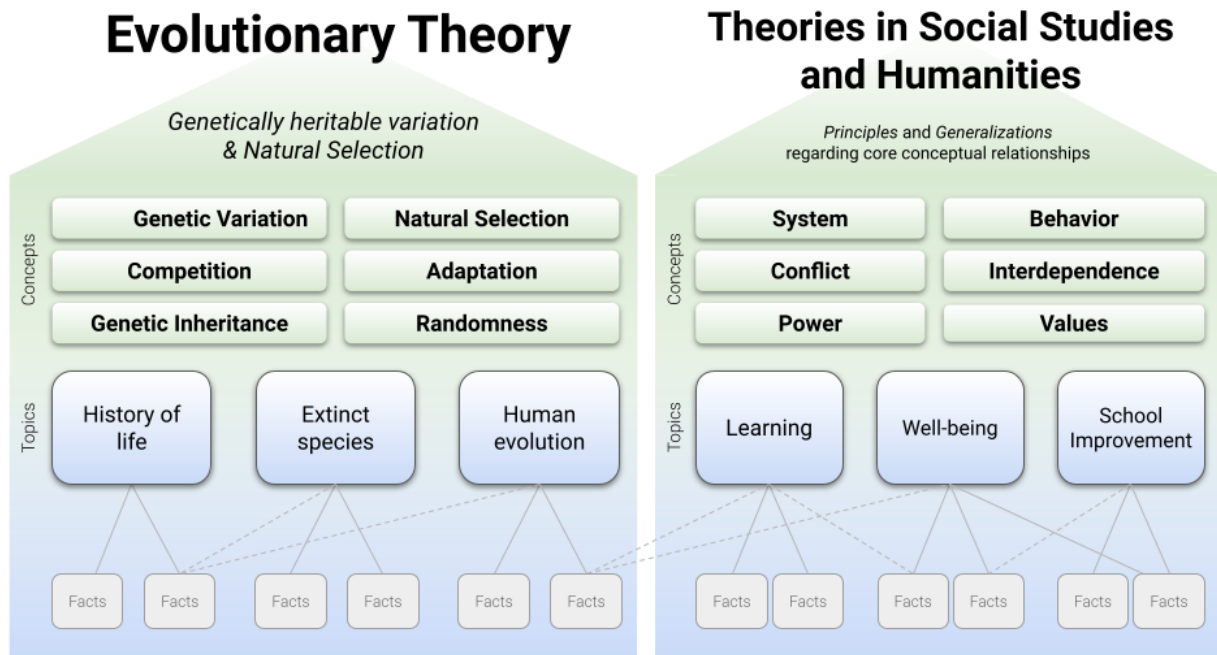 Evolutionary Theory
Genetically heritable variation
& Natural Selection
Concepts
Genetic Variation
Natural Selection
Competition
Adaptation
Genetic Inheritance
Randomness
Topics
History of
life
Extinct
species
Human
evolution
Facts
Facts
Facts
Facts
Facts
Facts
Theories in Social Studies
and Humanities
Principles and Generalizations
regarding core conceptual relationships
Concepts
System
Behavior
Conflict
Interdependence
Power
Values
Topics
Learning
Well-being
School
Improvement
Facts
Facts
Facts
Facts
Facts
Facts